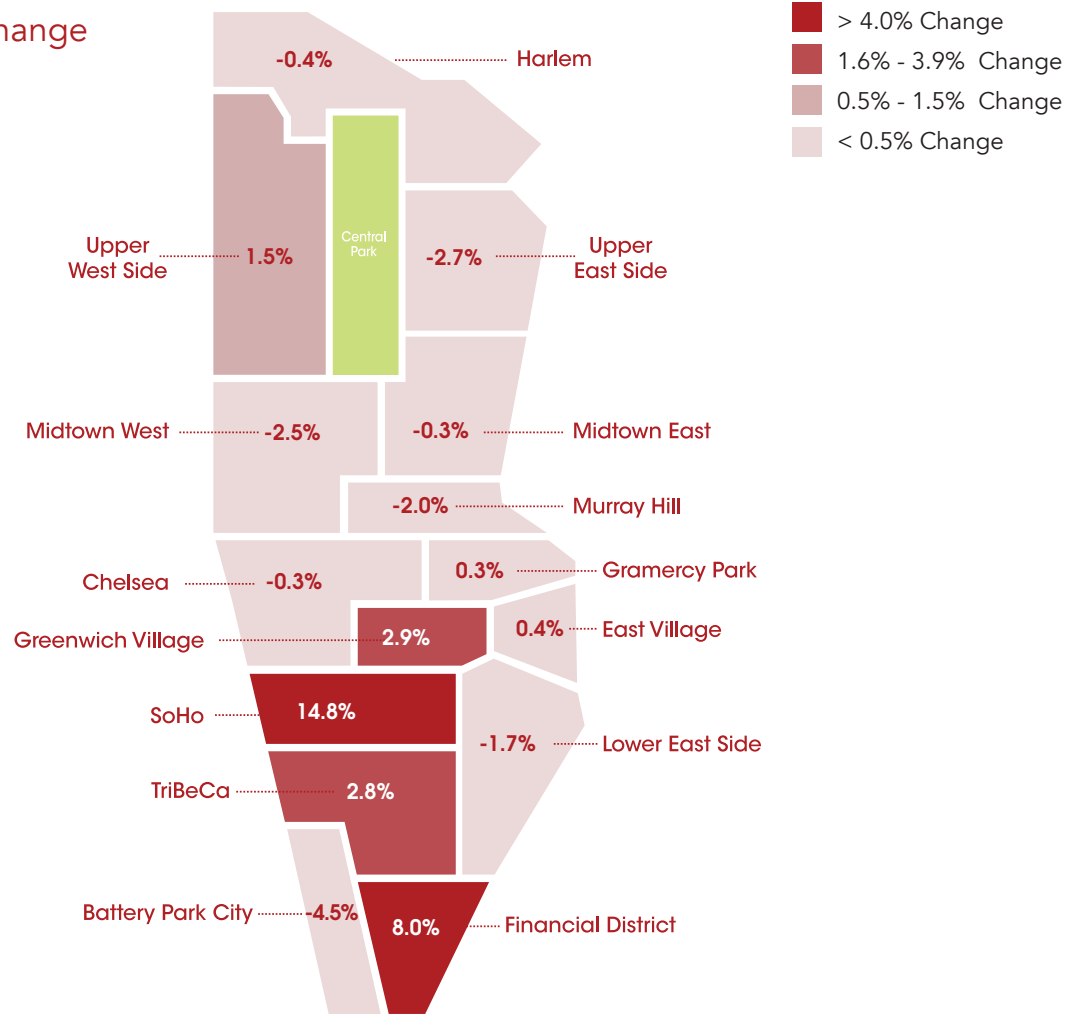 > 4.0% Change
hange
1.6% - 3.9% Change
0.5% - 1.5% Change
< 0.5% Change
-0.4%
Harlem
Central
Park
Upper
West Side
1.5%
-2.7%
Upper
East Side
Midtown West
-2.5%
-0.3%
Midtown East
-2.0%
Murray Hill
Chelsea
-0.3%
0.3%
Gramercy Park
Greenwich Village
2.9%
0.4%
East Village
SoHo
14.8%
-1.7%
Lower East Side
TriBeCa
2.8%
Battery Park City
-4.5%
8.0%
Financial District